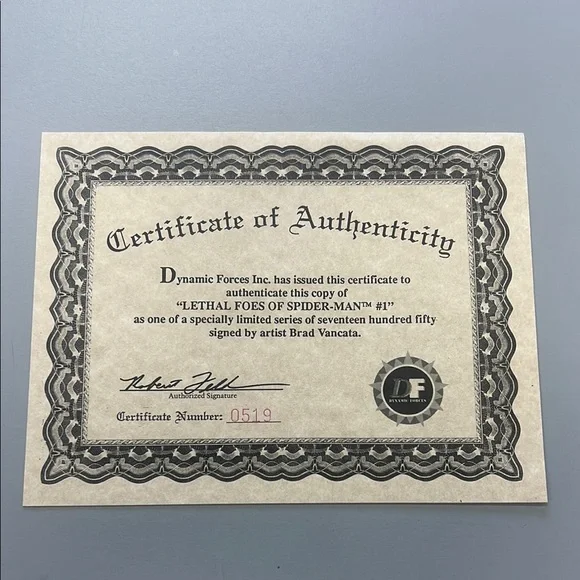 Certificate of Authenticity
Dynamic Forces Inc. has issued this certificate to
authenticate this copy of
“LETHAL FOES OF SPIDER-MAN™ #1”
as one of a specially limited series of seventeen hundred fifty
signed by artist Brad Vancata.
Authorized Signature
Certificate Number: 0519
DF
DYNAMIC FORCES